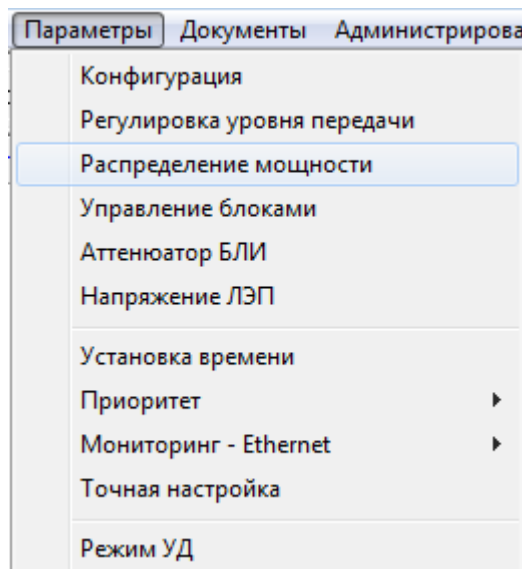 Параметры Документы Администрирова
Конфигурация
Регулировка уровня передачи
Распределение мощности
Управление блоками
Аттенюатор БЛИ
Напряжение ЛЭП
Установка времени
Приоритет
Мониторинг - Ethernet
Точная настройка
Режим УД